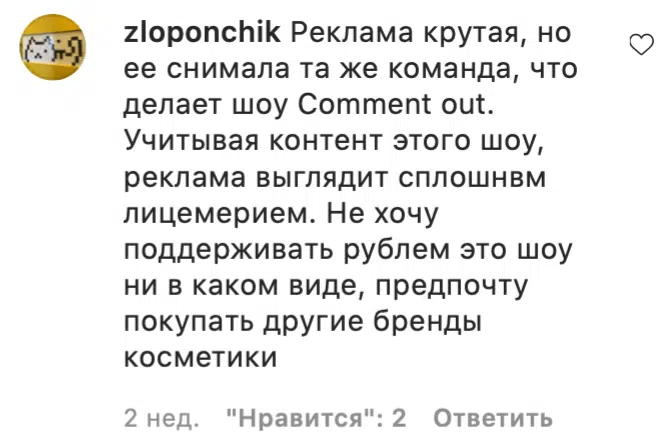 zloponchik Реклама крутая, но
ее снимала та же команда, что
делает шоу Comment out.
Учитывая контент этого шоу,
реклама выглядит сплошнвм
лицемерием. Не хочу
поддерживать рублем это шоу
ни в каком виде, предпочту
покупать другие бренды
косметики
2 нед. "Нравится": 2 Ответить